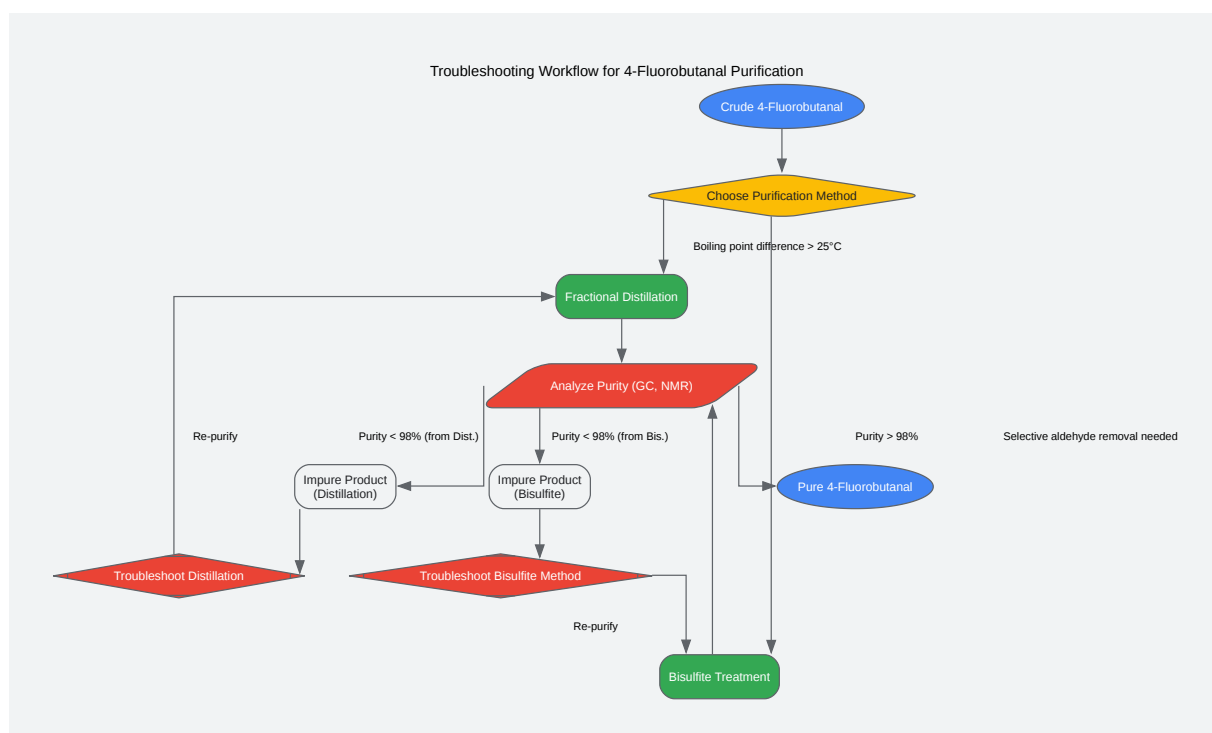 Troubleshooting Workflow for 4-Fluorobutanal Purification
Crude 4-Fluorobutanal
Choose Purification Method
Boiling point difference > 25°C
Fractional Distillation
Analyze Purity (GC, NMR)
Re-purify
Purity < 98% (from Dist.)
Purity < 98% (from Bis.)
Purity > 98%
Selective aldehyde removal needed
Impure Product
(Distillation)
Impure Product
(Bisulfite)
Pure 4-Fluorobutanal
Troubleshoot Distillation
Troubleshoot Bisulfite Method
Re-purify
Bisulfite Treatment